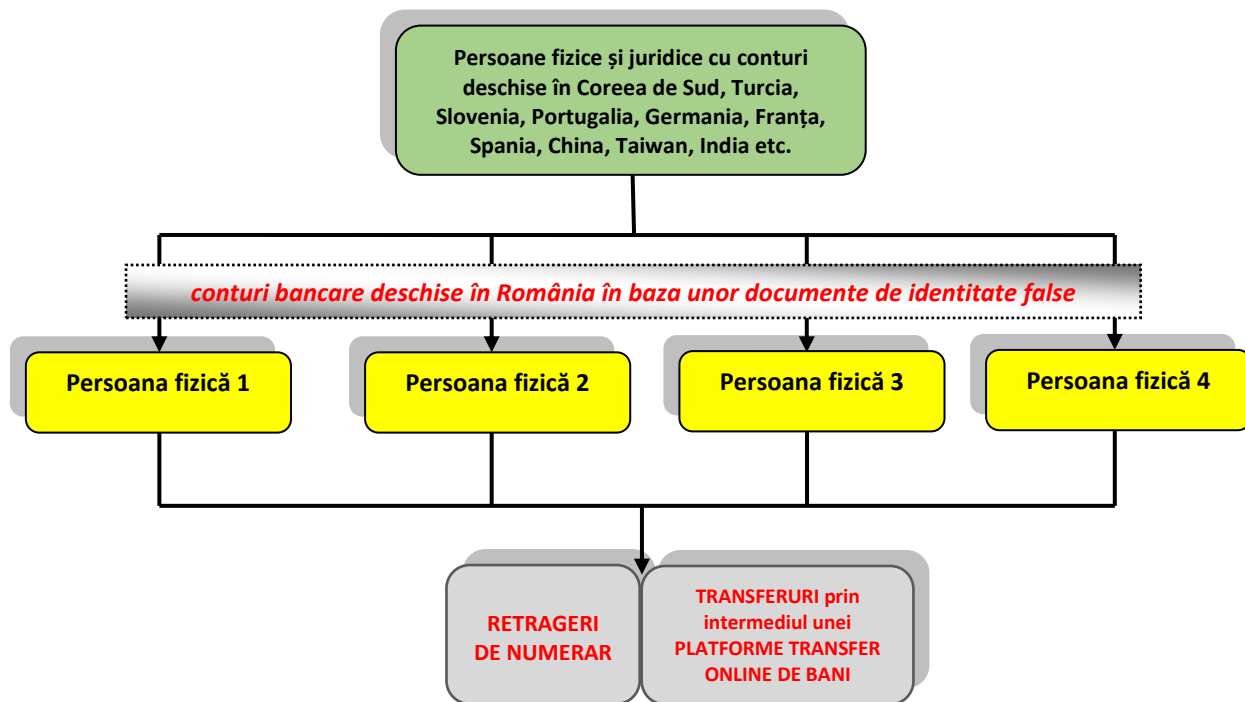 Persoane fizice și juridice cu conturi
deschise în Coreea de Sud, Turcia,
Slovenia, Portugalia, Germania, Franța,
Spania, China, Taiwan, India etc.
conturi bancare deschise în România în baza unor documente de identitate false
Persoana fizică 1
Persoana fizică 2
Persoana fizică 3
Persoana fizică 4
RETRAGERI
DE NUMERAR
TRANSFERURI prin
intermediul unei
PLATFORME TRANSFER
ONLINE DE BANI